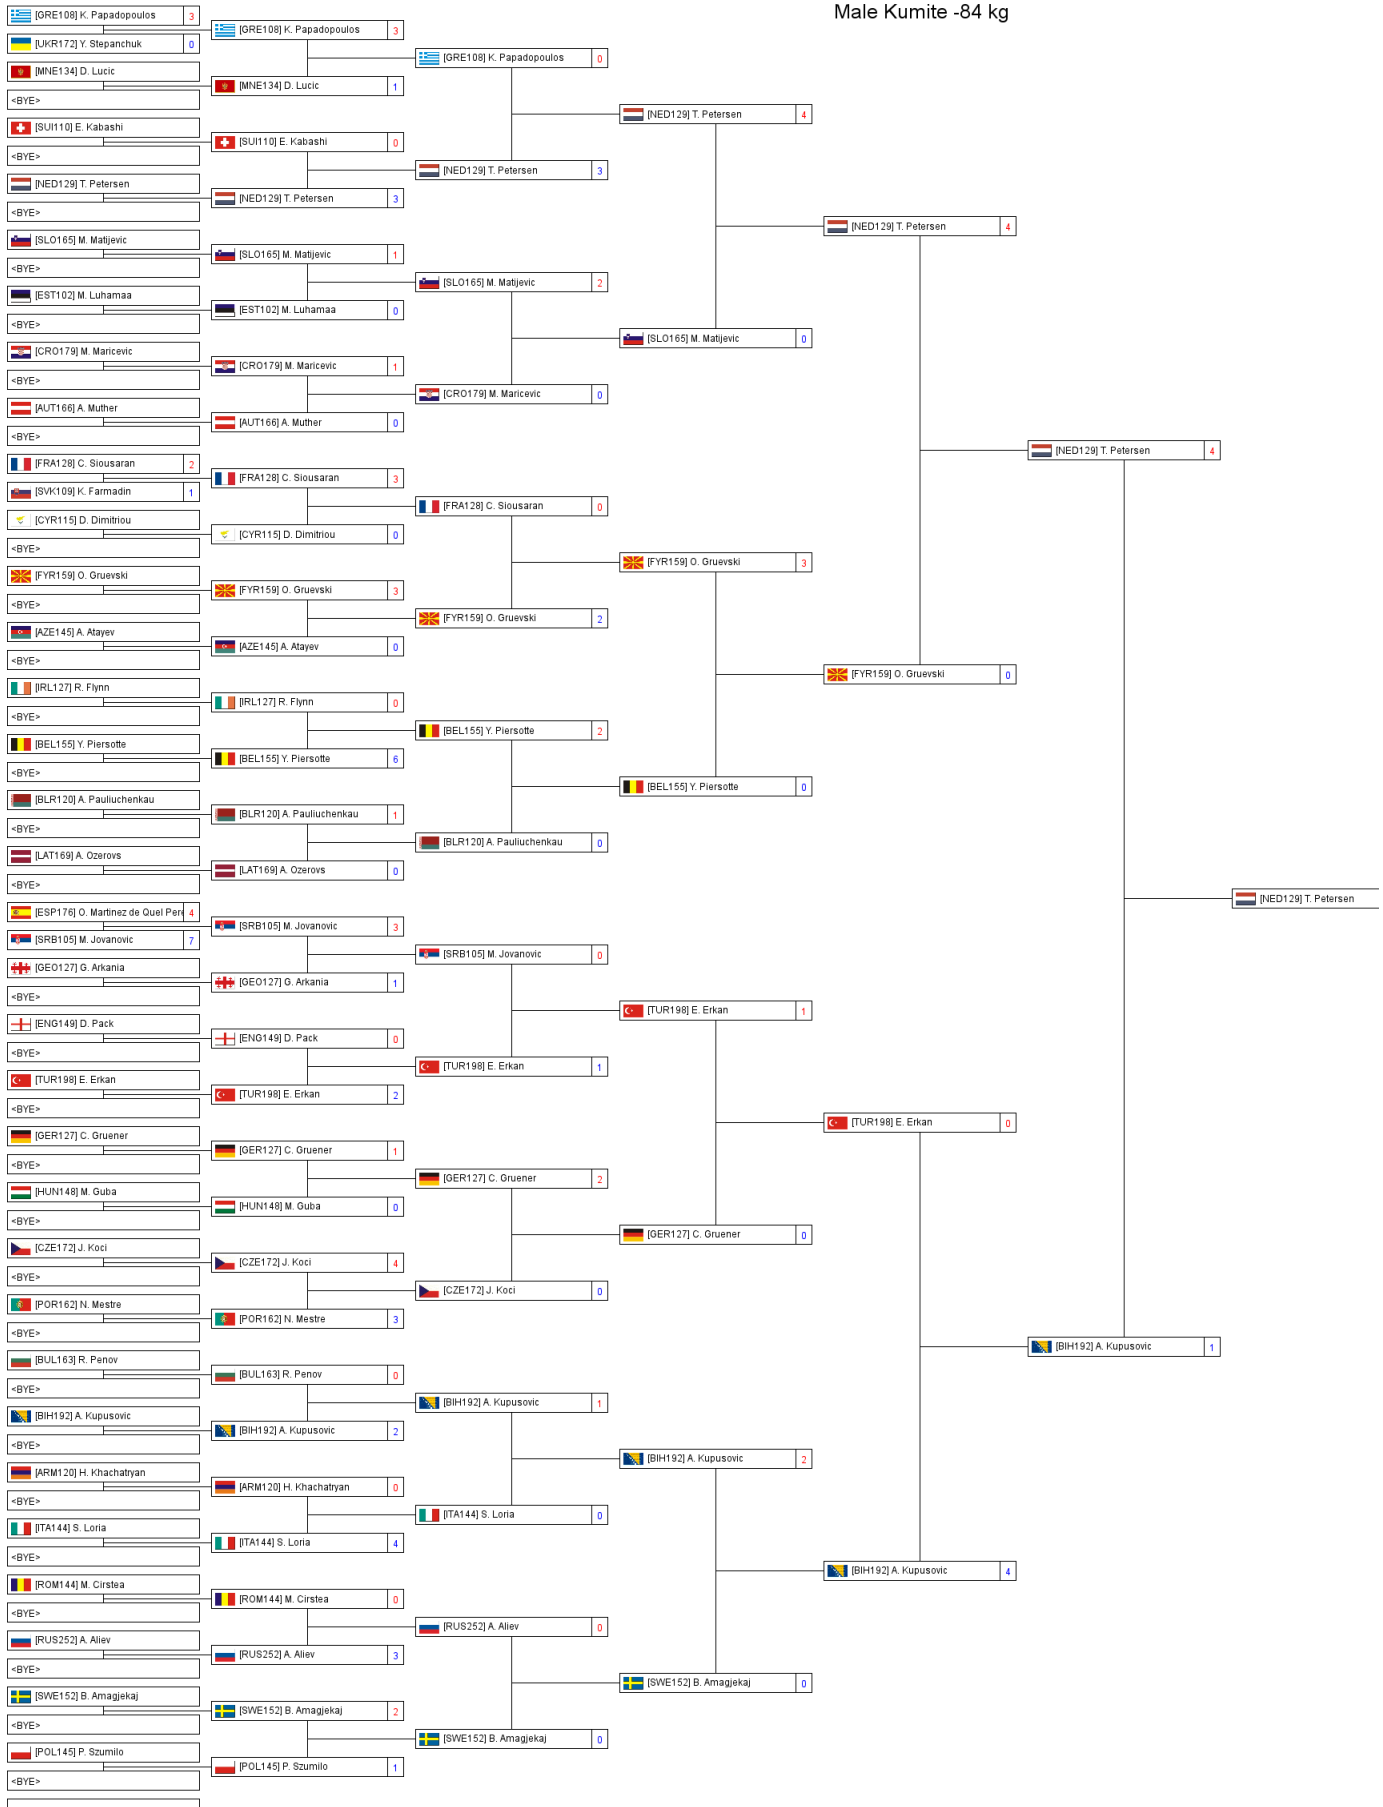 Male Kumite -84 kg
[GRE108] K. Papadopoulos 3
[UKR172] Y. Stepanchuk 0
[MNE134] D. Lucic
<BYE>
[SUI110] E. Kabashi
<BYE>
[NED129] T. Petersen
<BYE>
[SLO165] M. Matijevic
<BYE>
[EST102] M. Luhamaa
<BYE>
[CRO179] M. Maricevic
<BYE>
[AUT166] A. Muther
<BYE>
[FRA128] C. Siousaran 2
[SVK109] K. Farmadin 1
[CYR115] D. Dimitriou
<BYE>
[FYR159] O. Gruevski
<BYE>
[AZE145] A. Atayev
<BYE>
[IRL127] R. Flynn
<BYE>
[BEL155] Y. Piersotte
<BYE>
[BLR120] A. Pauliuchenkau
<BYE>
[LAT169] A. Ozerovs
<BYE>
[ESP176] O. Martinez de Quel Pere 4
[SRB105] M. Jovanovic 7
[GEO127] G. Arkania
<BYE>
[ENG149] D. Pack
<BYE>
[TUR198] E. Erkan
<BYE>
[GER127] C. Gruener
<BYE>
[HUN148] M. Guba
<BYE>
[CZE172] J. Koci
<BYE>
[POR162] N. Mestre
<BYE>
[BUL163] R. Penov
<BYE>
[BIH192] A. Kupusovic
<BYE>
[ARM120] H. Khachatryan
<BYE>
[ITA144] S. Loria
<BYE>
[ROM144] M. Cirstea
<BYE>
[RUS252] A. Aliev
<BYE>
[SWE152] B. Amagjekaj
<BYE>
[POL145] P. Szumilo
<BYE>
[GRE108] K. Papadopoulos 3
[MNE134] D. Lucic 1
[SUI110] E. Kabashi 0
[NED129] T. Petersen 3
[SLO165] M. Matijevic 1
[EST102] M. Luhamaa 0
[CRO179] M. Maricevic 1
[AUT166] A. Muther 0
[FRA128] C. Siousaran 3
[CYR115] D. Dimitriou 0
[FYR159] O. Gruevski 3
[AZE145] A. Atayev 0
[IRL127] R. Flynn 0
[BEL155] Y. Piersotte 6
[BLR120] A. Pauliuchenkau 1
[LAT169] A. Ozerovs 0
[SRB105] M. Jovanovic 3
[GEO127] G. Arkania 1
[ENG149] D. Pack 0
[TUR198] E. Erkan 2
[GER127] C. Gruener 1
[HUN148] M. Guba 0
[CZE172] J. Koci 4
[POR162] N. Mestre 3
[BUL163] R. Penov 0
[BIH192] A. Kupusovic 2
[ARM120] H. Khachatryan 0
[ITA144] S. Loria 4
[ROM144] M. Cirstea 0
[RUS252] A. Aliev 3
[SWE152] B. Amagjekaj 2
[POL145] P. Szumilo 1
[GRE108] K. Papadopoulos 0
[NED129] T. Petersen 3
[SLO165] M. Matijevic 2
[CRO179] M. Maricevic 0
[FRA128] C. Siousaran 0
[FYR159] O. Gruevski 2
[BEL155] Y. Piersotte 2
[BLR120] A. Pauliuchenkau 0
[SRB105] M. Jovanovic 0
[TUR198] E. Erkan 1
[GER127] C. Gruener 2
[CZE172] J. Koci 0
[BIH192] A. Kupusovic 1
[ITA144] S. Loria 0
[RUS252] A. Aliev 0
[SWE152] B. Amagjekaj 0
[NED129] T. Petersen 4
[SLO165] M. Matijevic 0
[FYR159] O. Gruevski 3
[BEL155] Y. Piersotte 0
[TUR198] E. Erkan 1
[GER127] C. Gruener 0
[BIH192] A. Kupusovic 2
[SWE152] B. Amagjekaj 0
[NED129] T. Petersen 4
[FYR159] O. Gruevski 0
[TUR198] E. Erkan 0
[BIH192] A. Kupusovic 4
[NED129] T. Petersen 4
[BIH192] A. Kupusovic 1
[NED129] T. Petersen